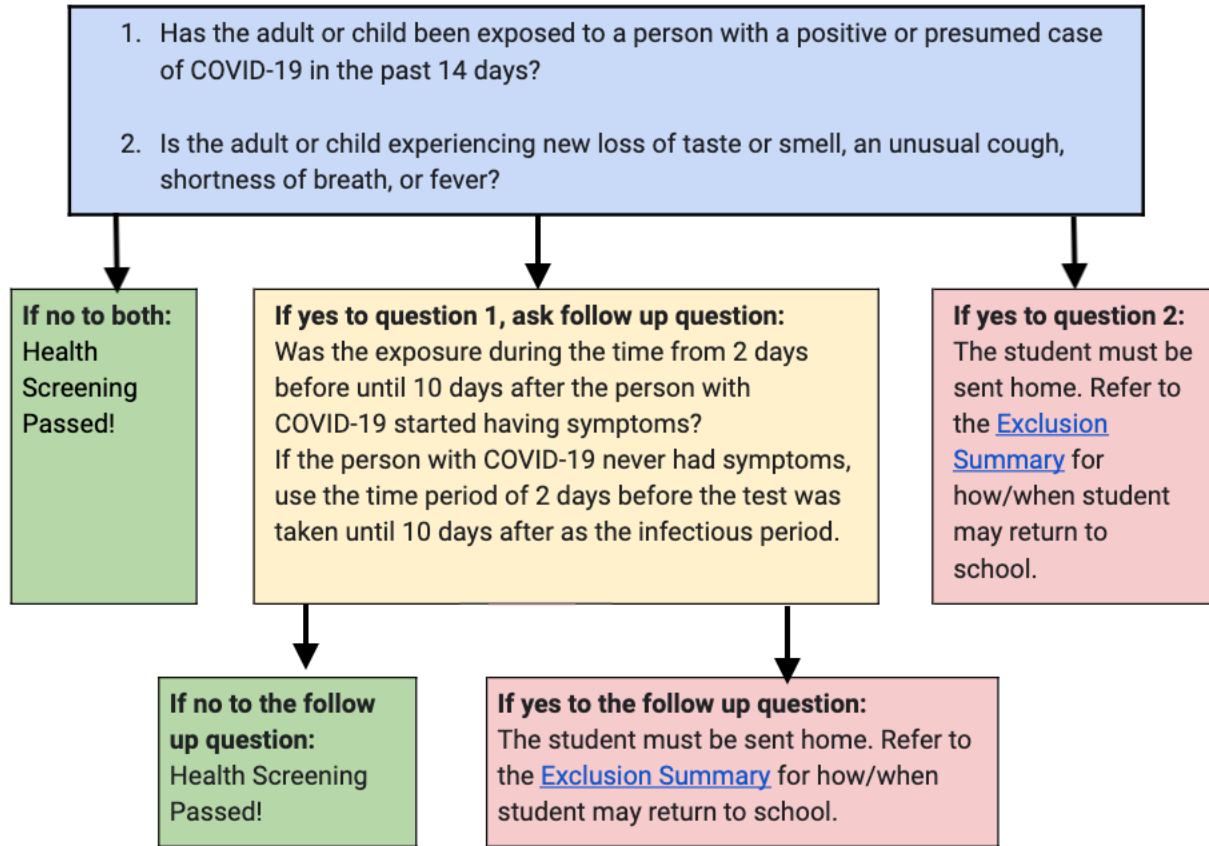 1. Has the adult or child been exposed to a person with a positive or presumed case
of COVID-19 in the past 14 days?
2. Is the adult or child experiencing new loss of taste or smell, an unusual cough,
shortness of breath, or fever?
If no to both:
Health
Screening
Passed!
If yes to question 1, ask follow up question:
Was the exposure during the time from 2 days
before until 10 days after the person with
COVID-19 started having symptoms?
If the person with COVID-19 never had symptoms,
use the time period of 2 days before the test was
taken until 10 days after as the infectious period.
If yes to question 2:
The student must be
sent home. Refer to
the Exclusion
Summary for
how/when student
may return to
school.
If no to the follow
up question:
Health Screening
Passed!
If yes to the follow up question:
The student must be sent home. Refer to
the Exclusion Summary for how/when
student may return to school.